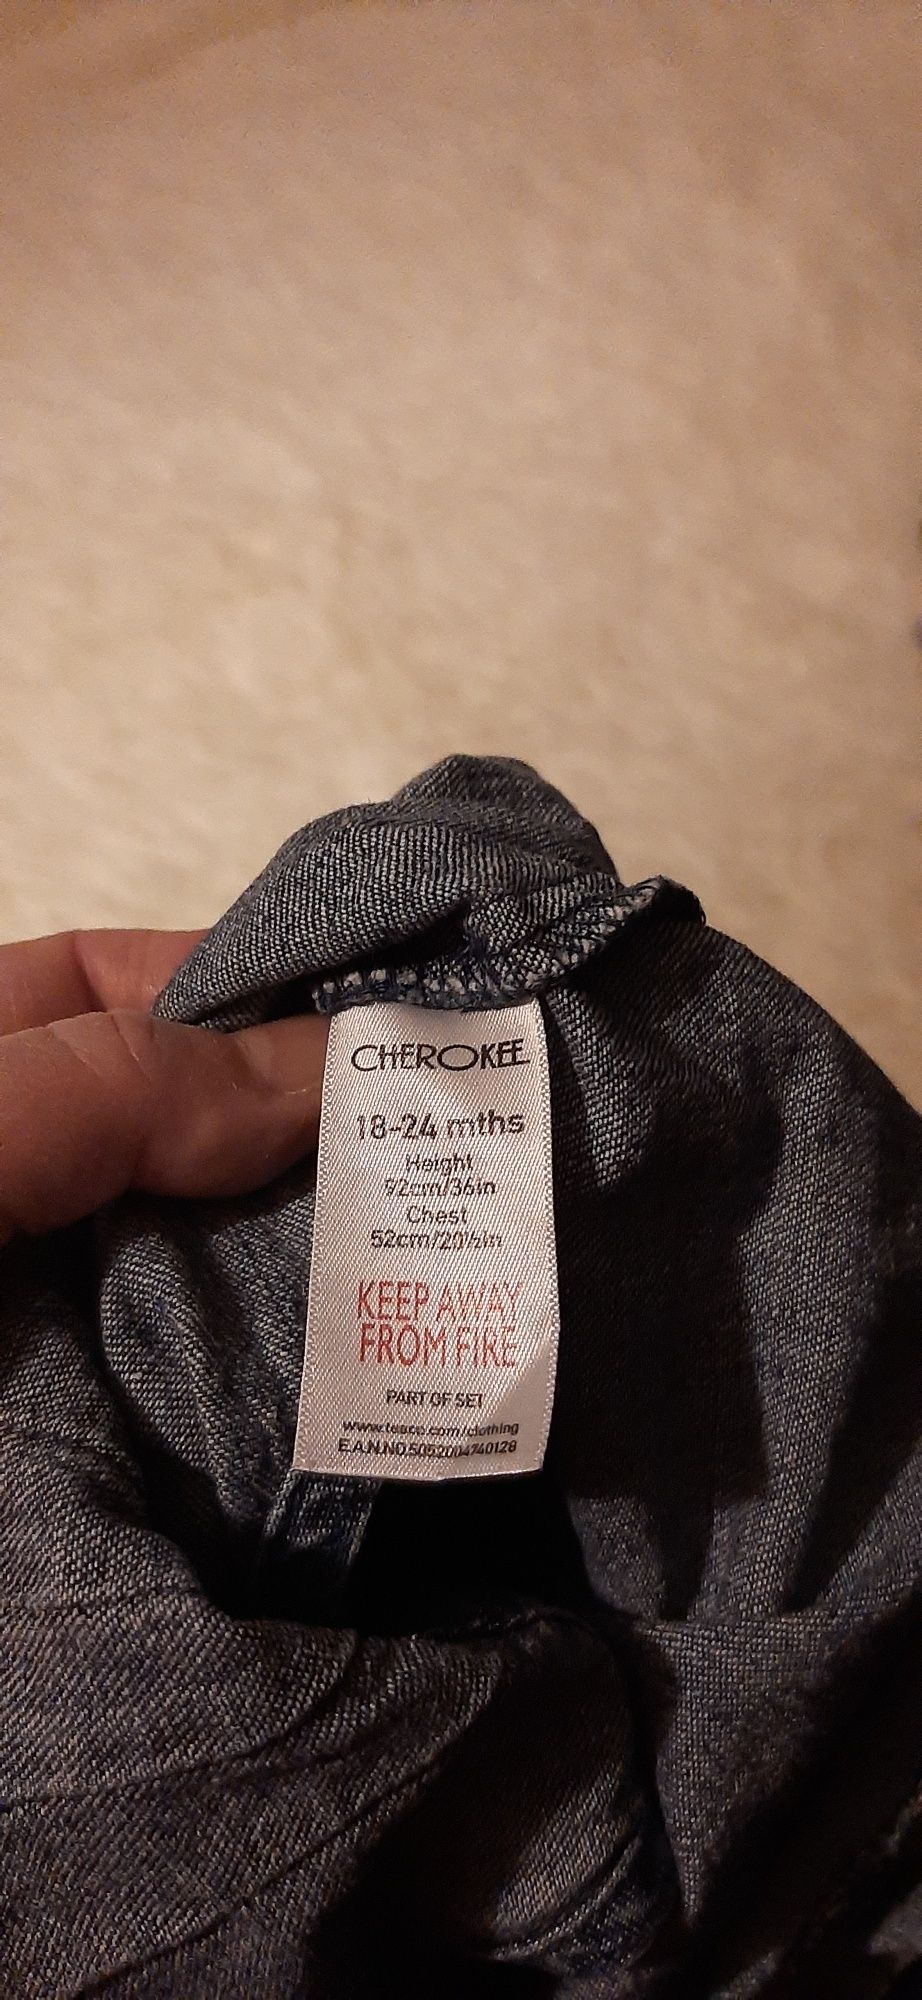 CHEROKEE
18-24 mths
Height
92cm/36in
Chest
52cm/20½in
KEEP AWAY
FROM FIRE
PART OF SET
www.tesco.com/clothing
E.A.N.NO 5052004740128